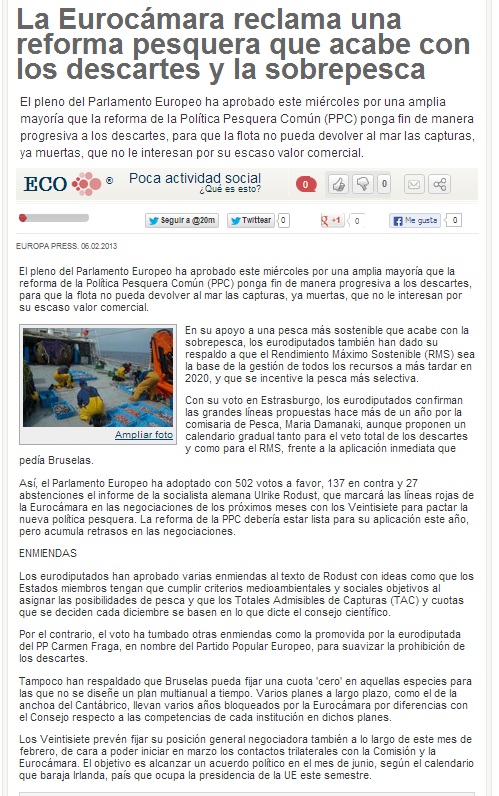 La Eurocámara reclama una
reforma pesquera que acabe con
los descartes y la sobrepesca
El pleno del Parlamento Europeo ha aprobado este miércoles por una amplia
mayoría que la reforma de la Política Pesquera Común (PPC) ponga fin de manera
progresiva a los descartes, para que la flota no pueda devolver al mar las capturas,
ya muertas, que no le interesan por su escaso valor comercial.
ECO ® Poca actividad social
¿Qué es esto?
0 0
Seguir a @20m Twittear 0 +1 0 Me gusta 0
EUROPA PRESS. 06.02.2013
El pleno del Parlamento Europeo ha aprobado este miércoles por una amplia mayoría que la
reforma de la Política Pesquera Común (PPC) ponga fin de manera progresiva a los descartes,
para que la flota no pueda devolver al mar las capturas, ya muertas, que no le interesan por
su escaso valor comercial.
En su apoyo a una pesca más sostenible que acabe con la
sobrepesca, los eurodiputados también han dado su
respaldo a que el Rendimiento Máximo Sostenible (RMS) sea
la base de la gestión de todos los recursos a más tardar en
2020, y que se incentive la pesca más selectiva.
Ampliar foto
Con su voto en Estrasburgo, los eurodiputados confirman
las grandes líneas propuestas hace más de un año por la
comisaria de Pesca, Maria Damanaki, aunque proponen un
calendario gradual tanto para el veto total de los descartes
y como para el RMS, frente a la aplicación inmediata que
pedía Bruselas.
Así, el Parlamento Europeo ha adoptado con 502 votos a favor, 137 en contra y 27
abstenciones el informe de la socialista alemana Ulrike Rodust, que marcará las líneas rojas de
la Eurocámara en las negociaciones de los próximos meses con los Veintisiete para pactar la
nueva política pesquera. La reforma de la PPC debería estar lista para su aplicación este año,
pero acumula retrasos en las negociaciones.
ENMIENDAS
Los eurodiputados han aprobado varias enmiendas al texto de Rodust con ideas como que los
Estados miembros tengan que cumplir criterios medioambientales y sociales objetivos al
asignar las posibilidades de pesca y que los Totales Admisibles de Capturas (TAC) y cuotas
que se deciden cada diciembre se basen en lo que dicte el consejo científico.
Por el contrario, el voto ha tumbado otras enmiendas como la promovida por la eurodiputada
del PP Carmen Fraga, en nombre del Partido Popular Europeo, para suavizar la prohibición de
los descartes.
Tampoco han respaldado que Bruselas pueda fijar una cuota 'cero' en aquellas especies para
las que no se diseñe un plan multianual a tiempo. Varios planes a largo plazo, como el de la
anchoa del Cantábrico, llevan varios años bloqueados por la Eurocámara por diferencias con
el Consejo respecto a las competencias de cada institución en dichos planes.
Los Veintisiete prevén fijar su posición general negociadora también a lo largo de este mes de
febrero, de cara a poder iniciar en marzo los contactos trilaterales con la Comisión y la
Eurocámara. El objetivo es alcanzar un acuerdo político en el mes de junio, según el calendario
que baraja Irlanda, país que ocupa la presidencia de la UE este semestre.